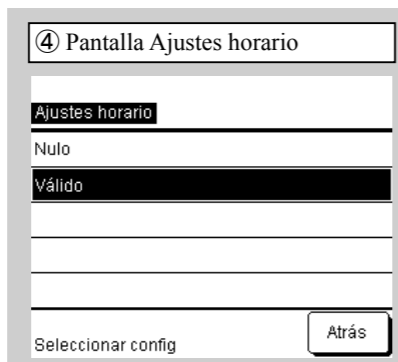 ④ Pantalla Ajustes horario
Ajustes horario
Nulo
Válido
Seleccionar config
Atrás